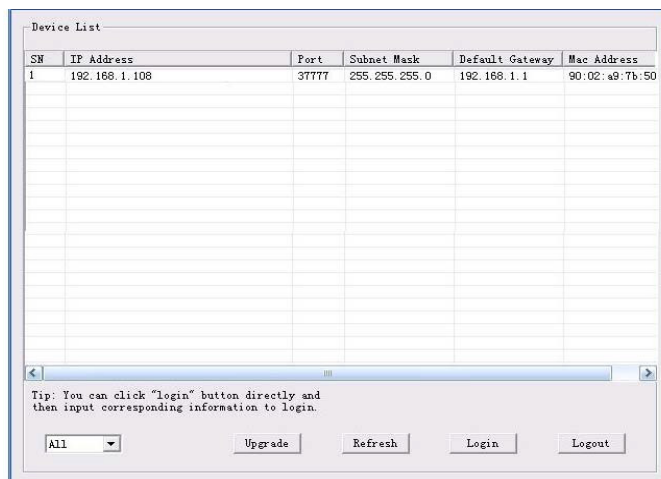 Device List
SN IP Address Port Subnet Mask Default Gateway Mac Address
1 192.168.1.108 37777 255.255.255.0 192.168.1.1 90:02:a9:7b:50
Tip: You can click "login" button directly and
then input corresponding information to login.
All Upgrade Refresh Login Logout